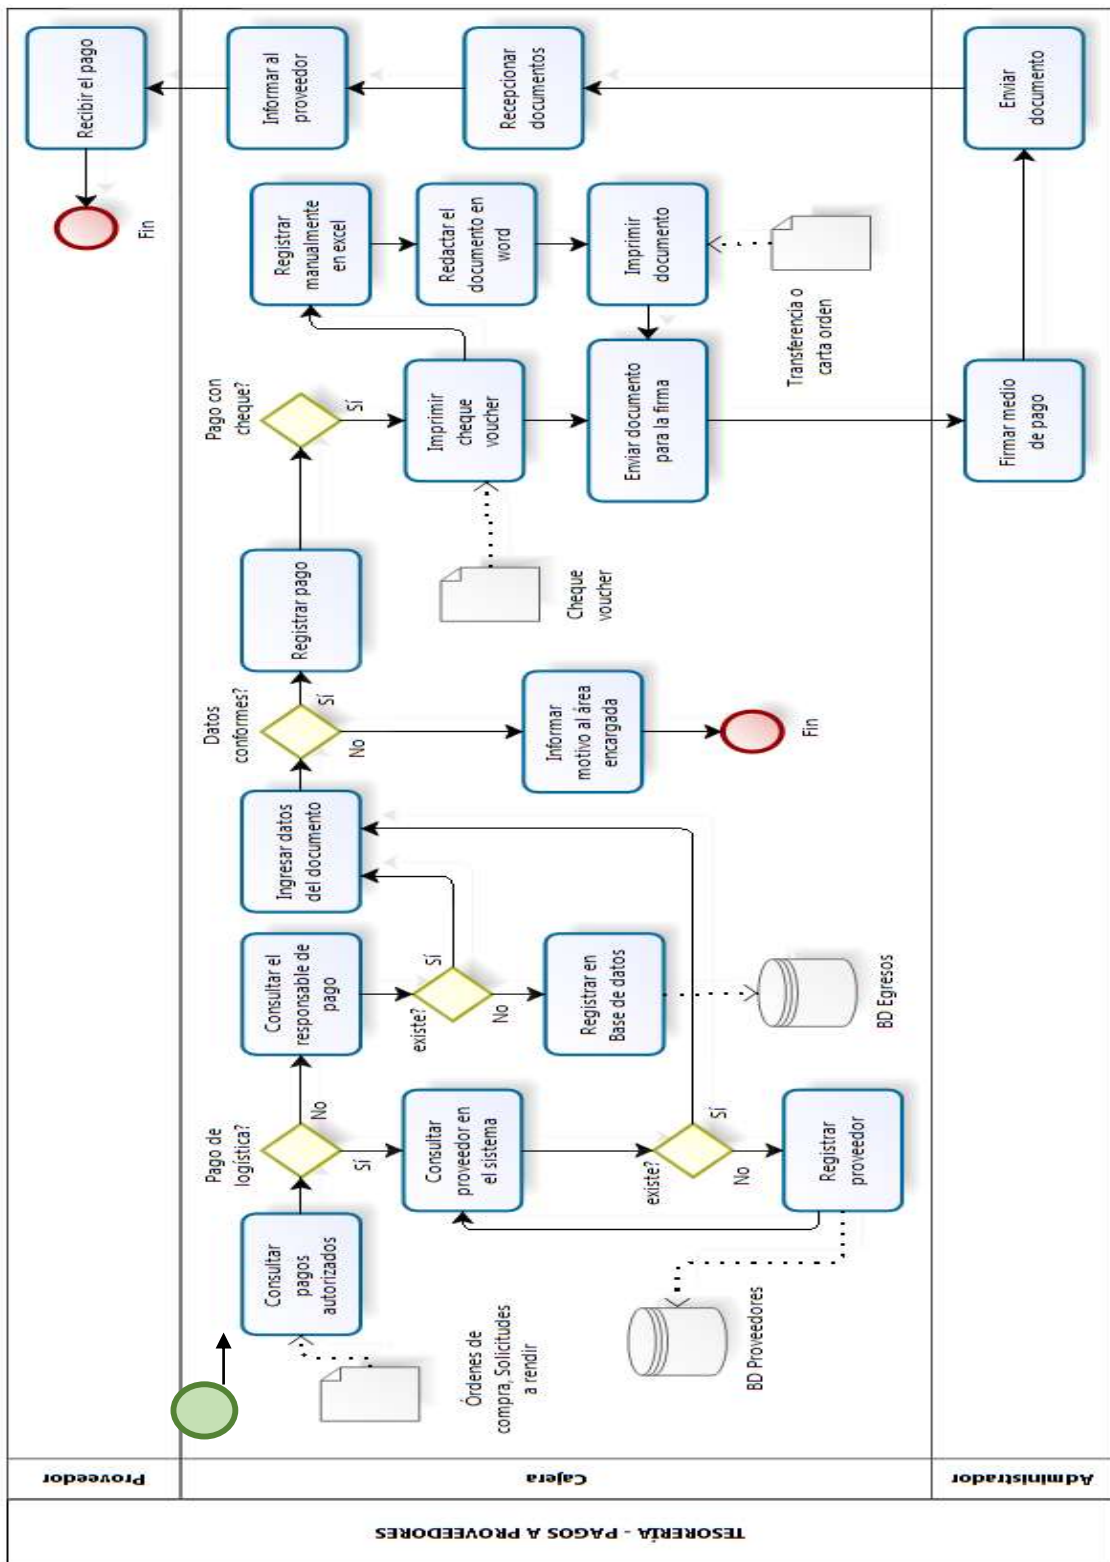 TESORERÍA - PAGOS A PROVEEDORES
Proveedor
Recibir el pago
Fin
Cajera
Órdenes de
compra, Solicitudes
a rendir
Consultar
pagos
autorizados
Pago de
logística?
No
Sí
Consultar
proveedor en
el sistema
existe?
Sí
No
Registrar
proveedor
BD Proveedores
Consultar el
responsable de
pago
existe?
Sí
No
Registrar en
Base de datos
BD Egresos
Ingresar datos
del documento
Datos
conformes?
Sí
No
Informar
motivo al área
encargada
Fin
Registrar pago
Pago con
cheque?
Sí
Imprimir
cheque
voucher
Cheque
voucher
Registrar
manualmente
en excel
Redactar el
documento en
word
Imprimir
documento
Transferencia o
carta orden
Enviar documento
para la firma
Informar al
proveedor
Recepcionar
documentos
Administrador
Firmar medio
de pago
Enviar
documento